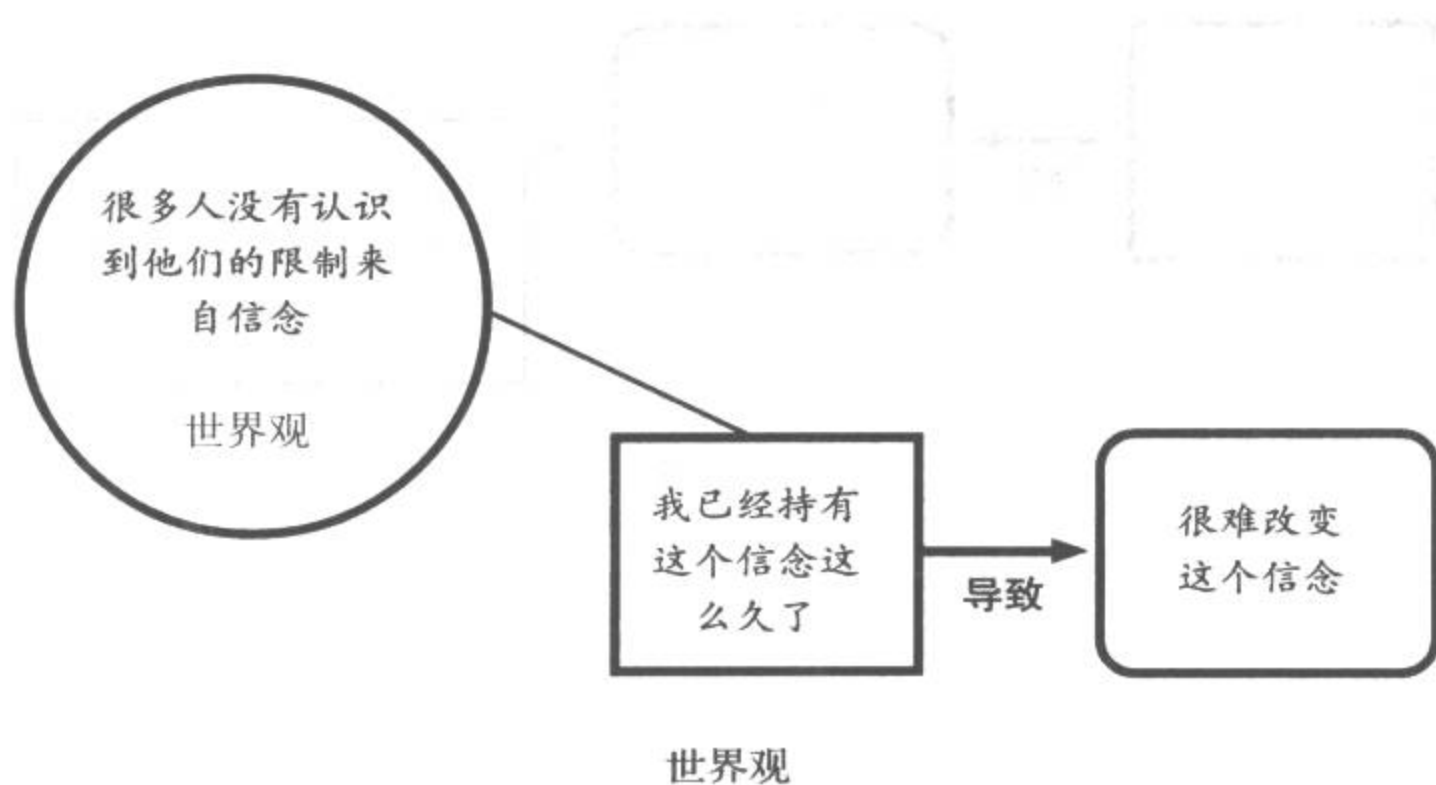 很多人没有认识
到他们的限制来
自信念
世界观
我已经持有
这个信念这
么久了
导致
很难改变
这个信念
世界观